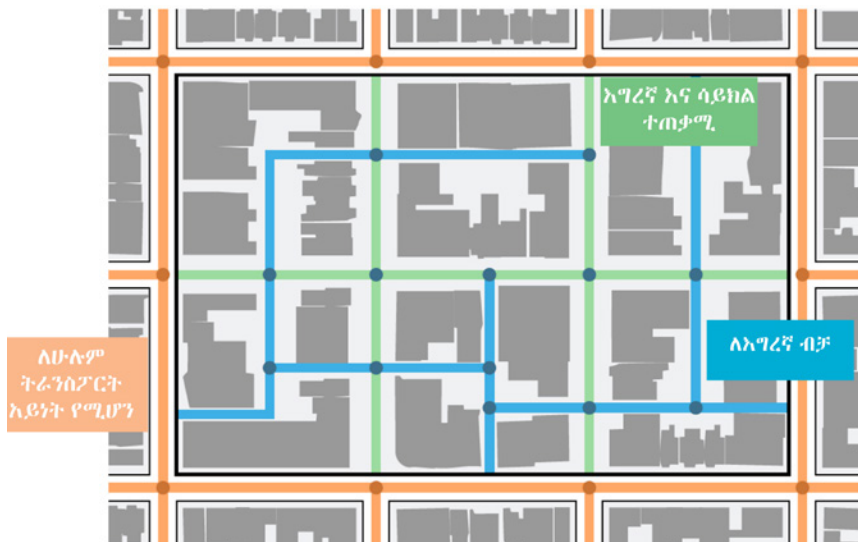 እግረኛ እና ሳይክል
ተጠቃሚ
ለእግረኛ ብቻ
ለሁሉም
ትራንስፖርት
አይነት የሚሆን